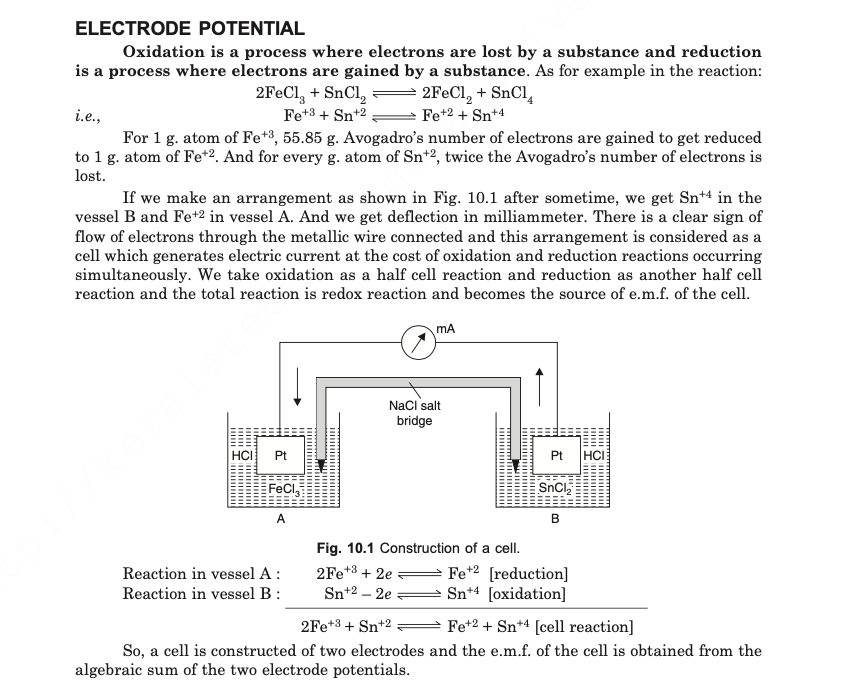 ELECTRODE POTENTIAL
Oxidation is a process where electrons are lost by a substance and reduction
is a process where electrons are gained by a substance. As for example in the reaction:
2FeCl₃ + SnCl₂ ⇌ 2FeCl₂ + SnCl₄
i.e., Fe⁺³ + Sn⁺² ⇌ Fe⁺² + Sn⁺⁴
For 1 g. atom of Fe⁺³, 55.85 g. Avogadro's number of electrons are gained to get reduced
to 1 g. atom of Fe⁺². And for every g. atom of Sn⁺², twice the Avogadro's number of electrons is
lost.
If we make an arrangement as shown in Fig. 10.1 after sometime, we get Sn⁺⁴ in the
vessel B and Fe⁺² in vessel A. And we get deflection in milliammeter. There is a clear sign of
flow of electrons through the metallic wire connected and this arrangement is considered as a
cell which generates electric current at the cost of oxidation and reduction reactions occurring
simultaneously. We take oxidation as a half cell reaction and reduction as another half cell
reaction and the total reaction is redox reaction and becomes the source of e.m.f. of the cell.
mA
NaCl salt
bridge
HCl Pt
FeCl₃
A
Pt HCl
SnCl₂
B
Fig. 10.1 Construction of a cell.
Reaction in vessel A : 2Fe⁺³ + 2e ⇌ Fe⁺² [reduction]
Reaction in vessel B : Sn⁺² – 2e ⇌ Sn⁺⁴ [oxidation]
2Fe⁺³ + Sn⁺² ⇌ Fe⁺² + Sn⁺⁴ [cell reaction]
So, a cell is constructed of two electrodes and the e.m.f. of the cell is obtained from the
algebraic sum of the two electrode potentials.